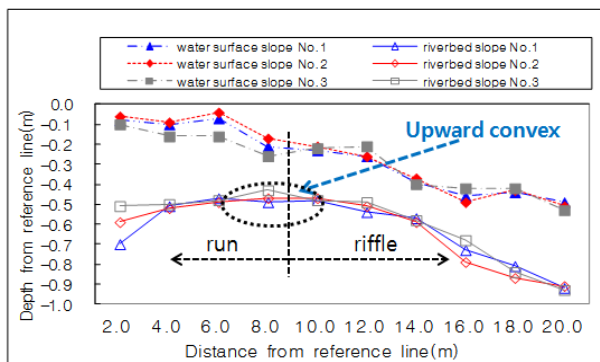 water surface slope No.1 riverbed slope No.1
water surface slope No.2 riverbed slope No.2
water surface slope No.3 riverbed slope No.3
Depth from reference line(m)
0.0
-0.1
-0.2
-0.3
-0.4
-0.5
-0.6
-0.7
-0.8
-0.9
-1.0
Upward convex
run riffle
2.0 4.0 6.0 8.0 10.0 12.0 14.0 16.0 18.0 20.0
Distance from reference line(m)